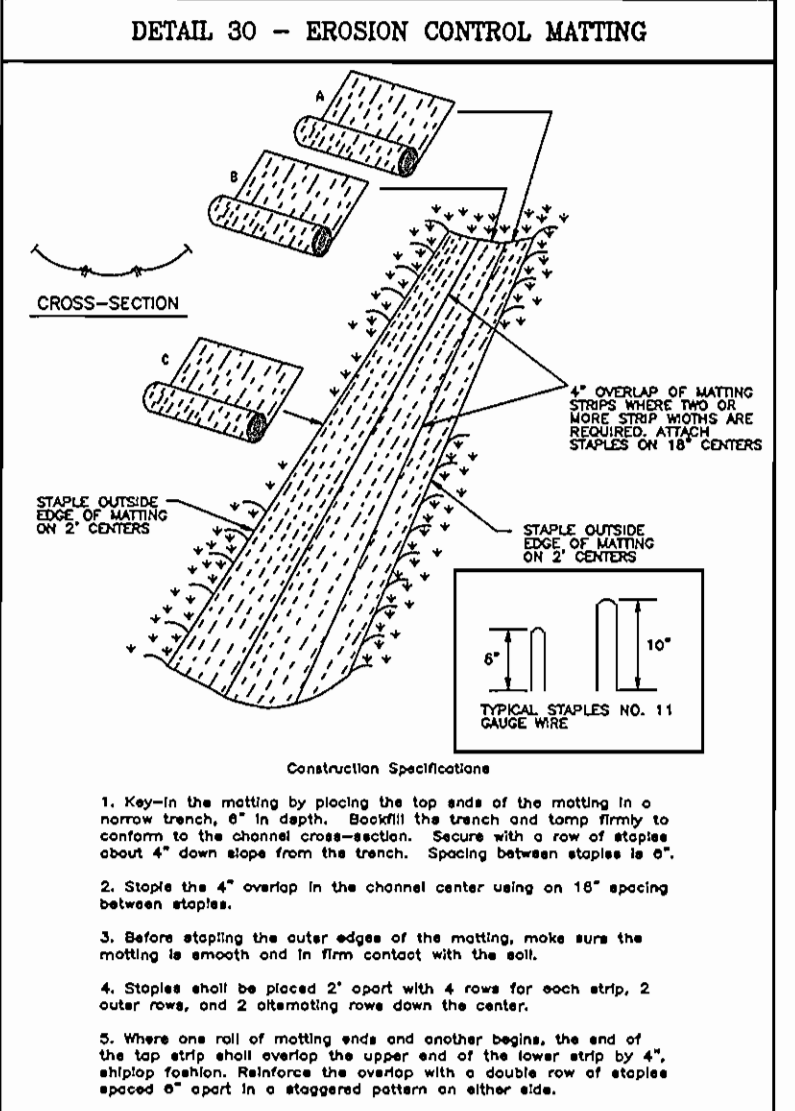 DETAIL 30 - EROSION CONTROL MATTING
A
B
CROSS-SECTION
C
4" OVERLAP OF MATTING
STRIPS WHERE TWO OR
MORE STRIP WIDTHS ARE
REQUIRED. ATTACH
STAPLES ON 18" CENTERS
STAPLE OUTSIDE
EDGE OF MATTING
ON 2' CENTERS
STAPLE OUTSIDE
EDGE OF MATTING
ON 2' CENTERS
6"
10"
TYPICAL STAPLES NO. 11
GAUGE WIRE
Construction Specifications
1. Key-in the matting by placing the top ends of the matting in a
narrow trench, 6" in depth. Backfill the trench and tamp firmly to
conform to the channel cross-section. Secure with a row of staples
about 4" down slope from the trench. Spacing between staples is 6".
2. Staple the 4" overlap in the channel center using an 18" spacing
between staples.
3. Before stapling the outer edges of the matting, make sure the
matting is smooth and in firm contact with the soil.
4. Staples shall be placed 2' apart with 4 rows for each strip, 2
outer rows, and 2 alternating rows down the center.
5. Where one roll of matting ends and another begins, the end of
the top strip shall overlap the upper end of the lower strip by 4",
shiplap fashion. Reinforce the overlap with a double row of staples
spaced 6" apart in a staggered pattern on either side.